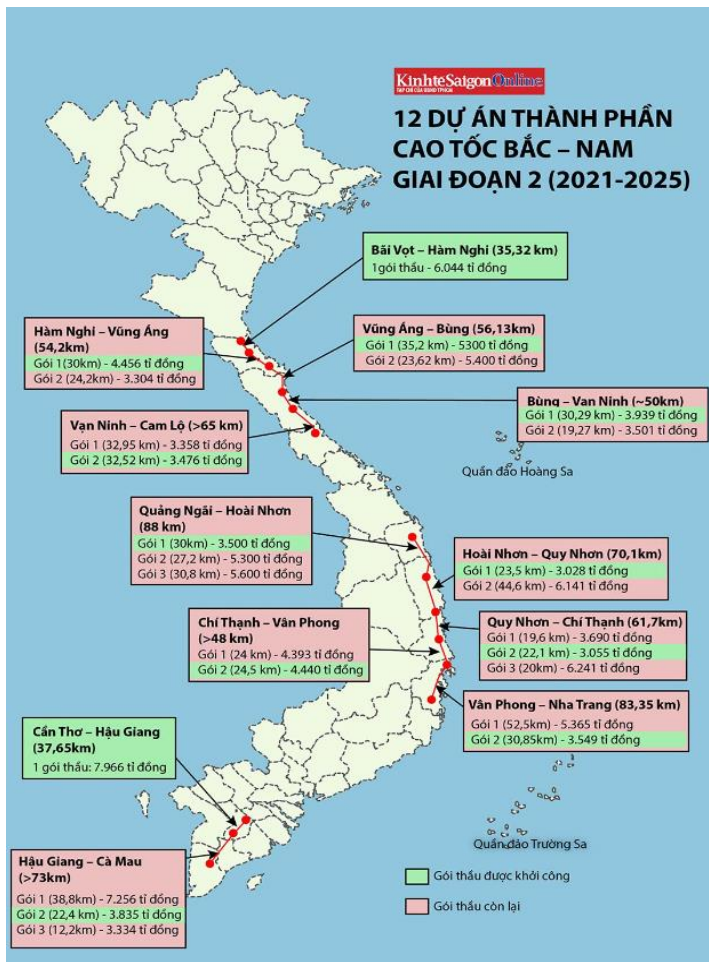 KinhteSaigon Online
TẠP CHÍ CỦA UBND TPHCM
12 DỰ ÁN THÀNH PHẦN
CAO TỐC BẮC – NAM
GIAI ĐOẠN 2 (2021-2025)
Bãi Vọt – Hàm Nghi (35,32 km)
1gói thầu - 6.044 tỉ đồng
Hàm Nghi – Vũng Áng
(54,2km)
Gói 1(30km) - 4.456 tỉ đồng
Gói 2 (24,2km) - 3.304 tỉ đồng
Vũng Áng – Bùng (56,13km)
Gói 1 (35,2 km) - 5300 tỉ đồng
Gói 2 (23,62 km) - 5.400 tỉ đồng
Bùng – Van Ninh (~50km)
Gói 1 (30,29 km) - 3.939 tỉ đồng
Gói 2 (19,27 km) - 3.501 tỉ đồng
Vạn Ninh – Cam Lộ (>65 km)
Gói 1 (32,95 km) - 3.358 tỉ đồng
Gói 2 (32,52 km) - 3.476 tỉ đồng
Quần đảo Hoàng Sa
Quảng Ngãi – Hoài Nhơn
(88 km)
Gói 1 (30km) - 3.500 tỉ đồng
Gói 2 (27,2 km) - 5.300 tỉ đồng
Gói 3 (30,8 km) - 5.600 tỉ đồng
Hoài Nhơn – Quy Nhơn (70,1km)
Gói 1 (23,5 km) - 3.028 tỉ đồng
Gói 2 (44,6 km) - 6.141 tỉ đồng
Chí Thạnh – Vân Phong
(>48 km)
Gói 1 (24 km) - 4.393 tỉ đồng
Gói 2 (24,5 km) - 4.440 tỉ đồng
Quy Nhơn – Chí Thạnh (61,7km)
Gói 1 (19,6 km) - 3.690 tỉ đồng
Gói 2 (22,1 km) - 3.055 tỉ đồng
Gói 3 (20km) - 6.241 tỉ đồng
Vân Phong – Nha Trang (83,35 km)
Gói 1 (52,5km) - 5.365 tỉ đồng
Gói 2 (30,85km) - 3.549 tỉ đồng
Cần Thơ – Hậu Giang
(37,65km)
1 gói thầu: 7.966 tỉ đồng
Quần đảo Trường Sa
Hậu Giang – Cà Mau
(>73km)
Gói 1 (38,8km) - 7.256 tỉ đồng
Gói 2 (22,4 km) - 3.835 tỉ đồng
Gói 3 (12,2km) - 3.334 tỉ đồng
Gói thầu được khởi công
Gói thầu còn lại